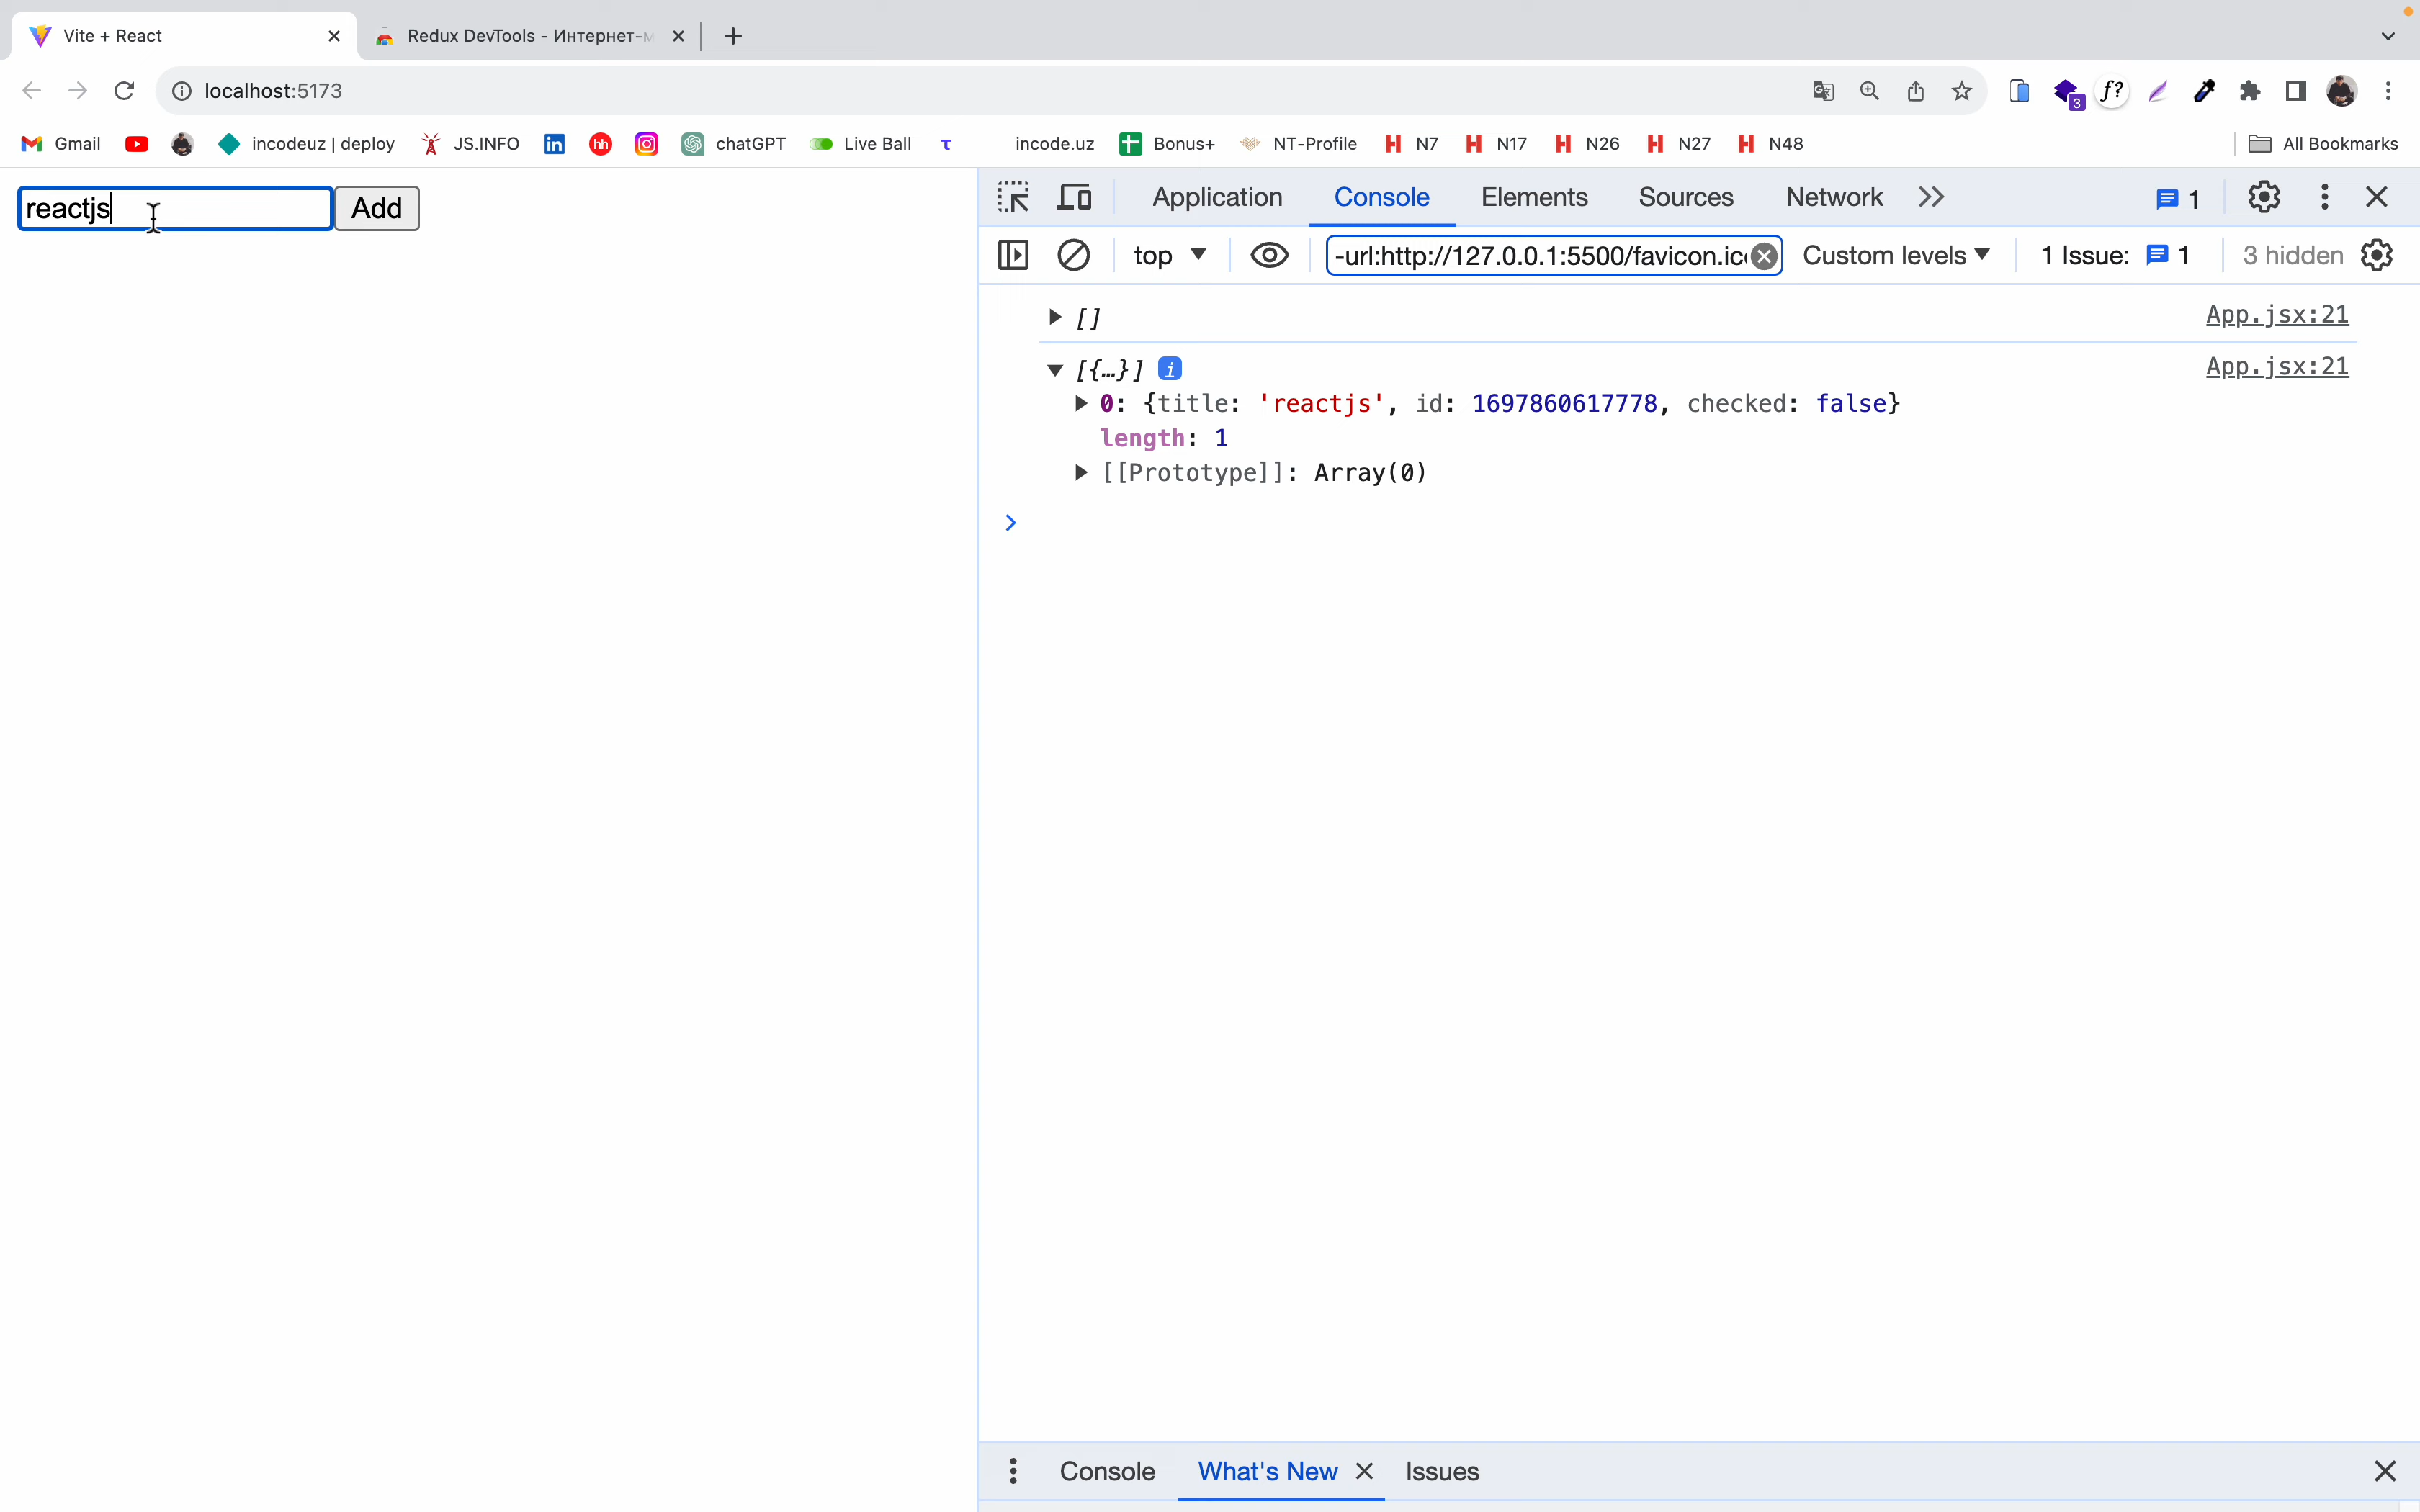 Vite + React
Redux DevTools - Интернет-м
localhost:5173
3
f?
Gmail
incodeuz | deploy
JS.INFO
in
hh
chatGPT
Live Ball
τ
incode.uz
Bonus+
NT-Profile
N7
N17
N26
N27
N48
All Bookmarks
reactjs
Add
Application
Console
Elements
Sources
Network
1
top
-url:http://127.0.0.1:5500/favicon.ic
Custom levels
1 Issue: 1
3 hidden
[] App.jsx:21
[{…}] i App.jsx:21
0: {title: 'reactjs', id: 1697860617778, checked: false}
length: 1
[[Prototype]]: Array(0)
Console
What's New
Issues